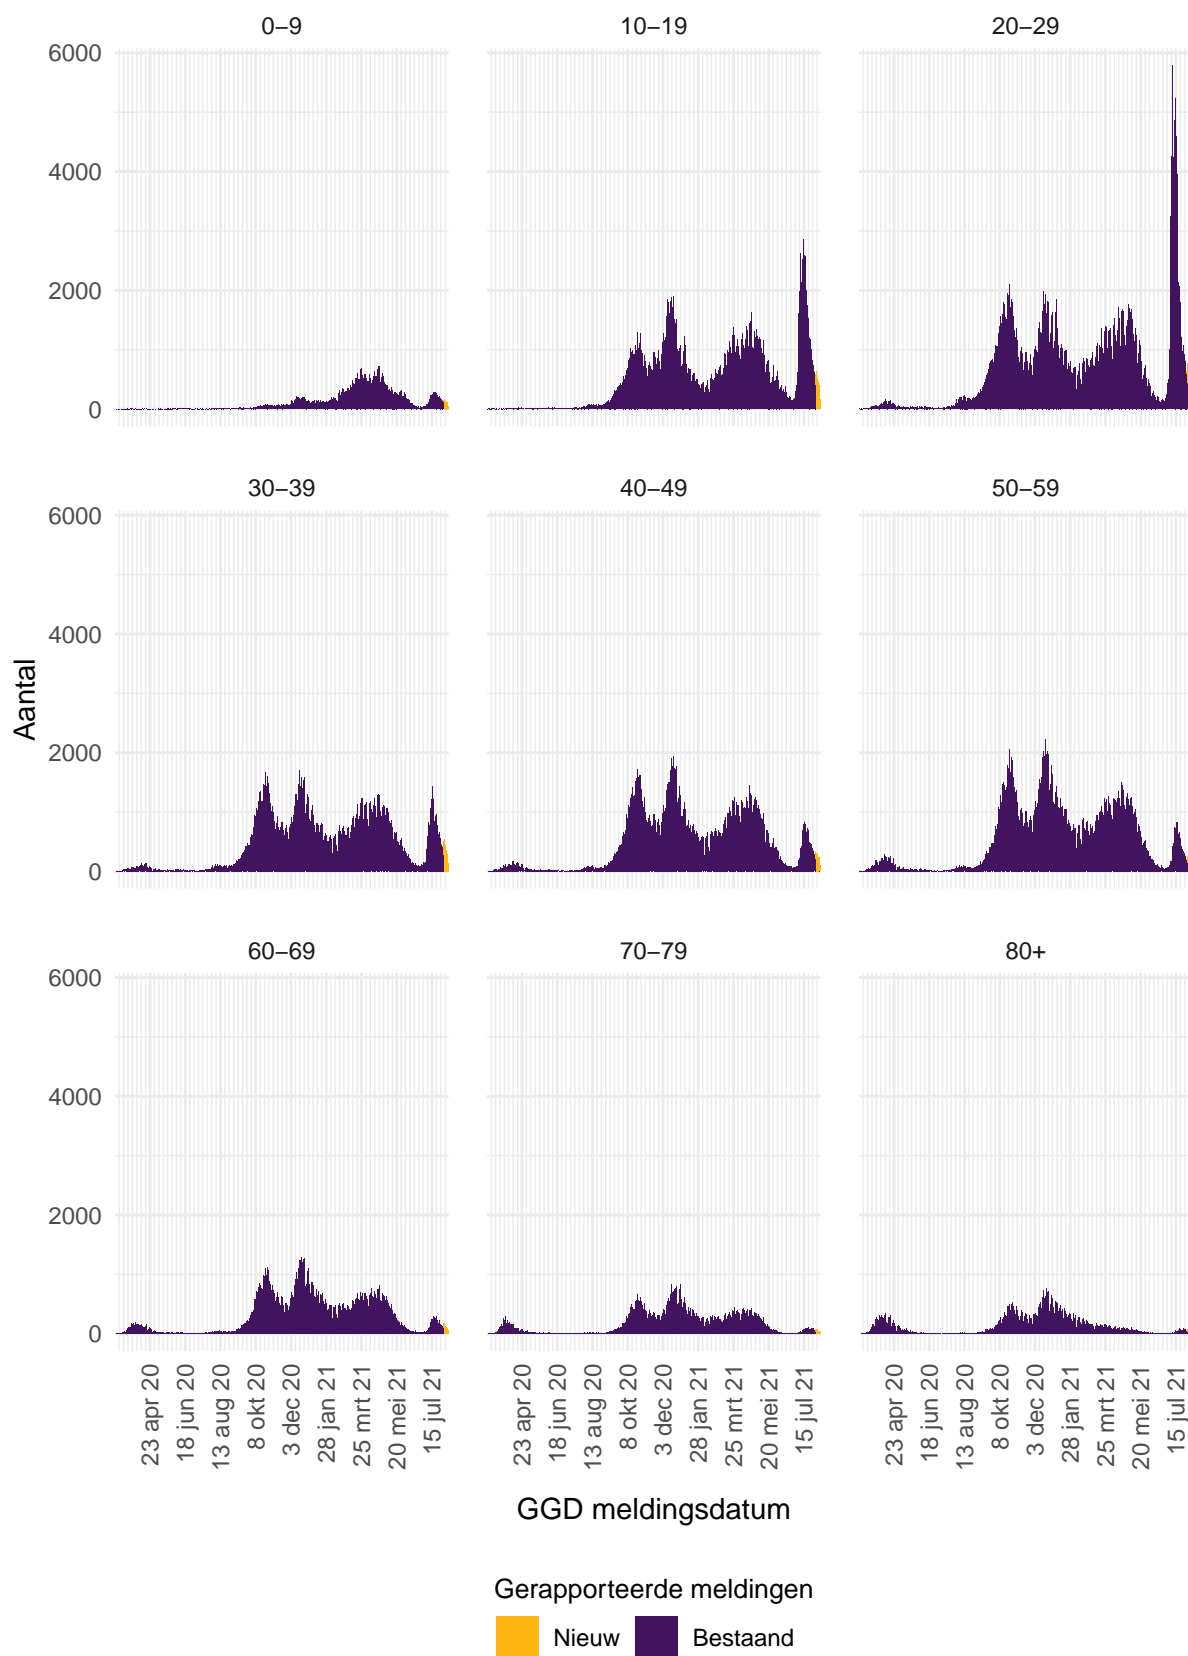 0–9 10–19 20–29
6000
4000
2000
0
30–39 40–49 50–59
6000
4000
2000
0
60–69 70–79 80+
6000
4000
2000
0
Aantal
23 apr 20 18 jun 20 13 aug 20 8 okt 20 3 dec 20 28 jan 21 25 mrt 21 20 mei 21 15 jul 21
23 apr 20 18 jun 20 13 aug 20 8 okt 20 3 dec 20 28 jan 21 25 mrt 21 20 mei 21 15 jul 21
23 apr 20 18 jun 20 13 aug 20 8 okt 20 3 dec 20 28 jan 21 25 mrt 21 20 mei 21 15 jul 21
GGD meldingsdatum
Gerapporteerde meldingen
Nieuw Bestaand